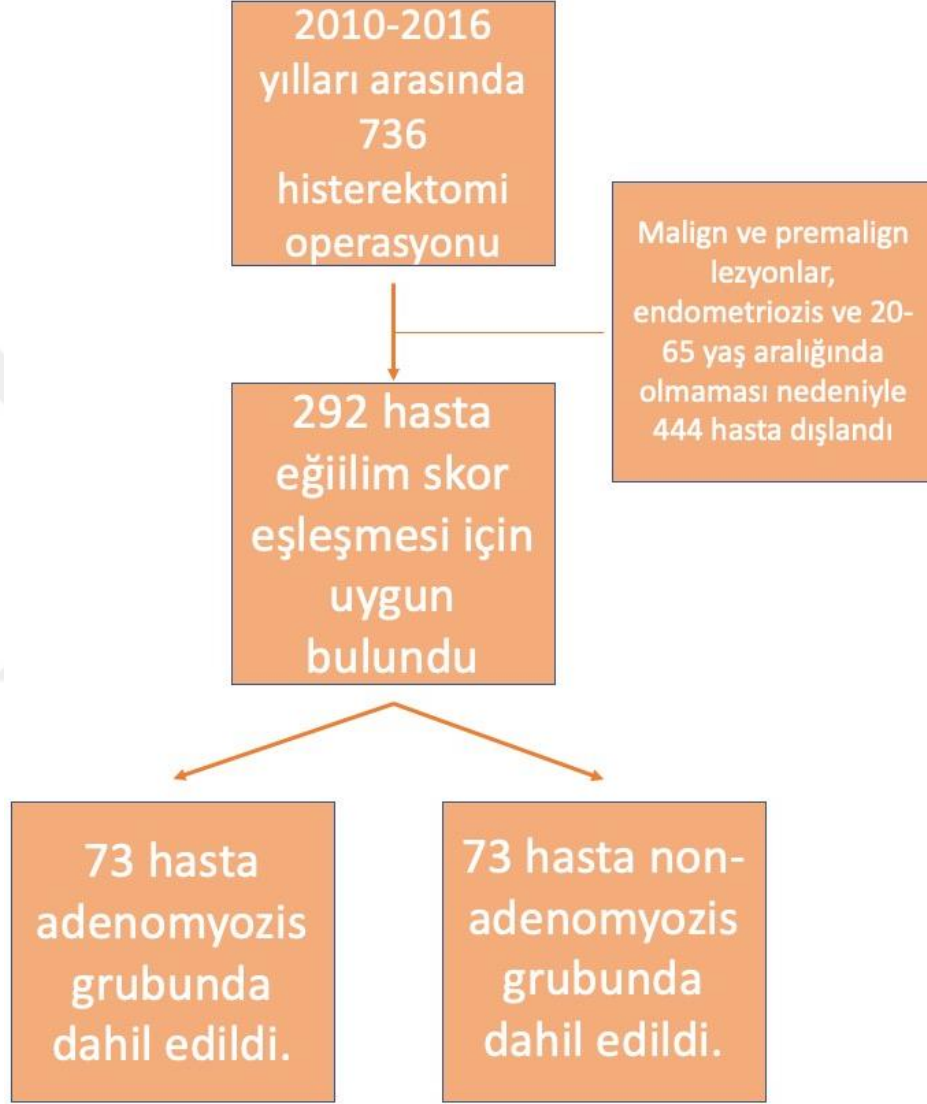 2010-2016
yılları arasında
736
histerektomi
operasyonu
Malign ve premalign
lezyonlar,
endometriozis ve 20-
65 yaş aralığında
olmaması nedeniyle
444 hasta dışlandı
292 hasta
eğiilim skor
eşleşmesi için
uygun
bulundu
73 hasta
adenomyozis
grubunda
dahil edildi.
73 hasta non-
adenomyozis
grubunda
dahil edildi.